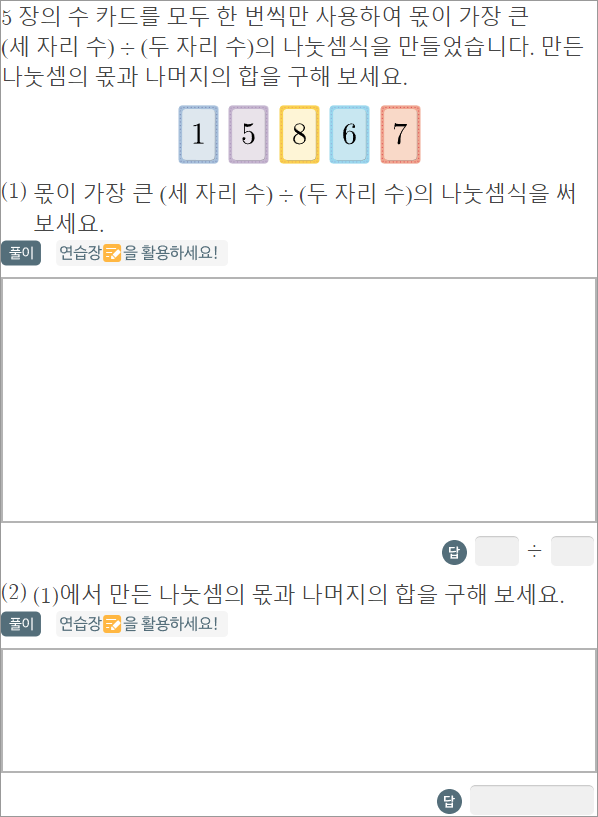 5 장의 수 카드를 모두 한 번씩만 사용하여 몫이 가장 큰
(세 자리 수) ÷ (두 자리 수)의 나눗셈식을 만들었습니다. 만든
나눗셈의 몫과 나머지의 합을 구해 보세요.
1 5 8 6 7
(1) 몫이 가장 큰 (세 자리 수) ÷ (두 자리 수)의 나눗셈식을 써
보세요.
풀이 연습장을 활용하세요!
답 ÷
(2) (1)에서 만든 나눗셈의 몫과 나머지의 합을 구해 보세요.
풀이 연습장을 활용하세요!
답